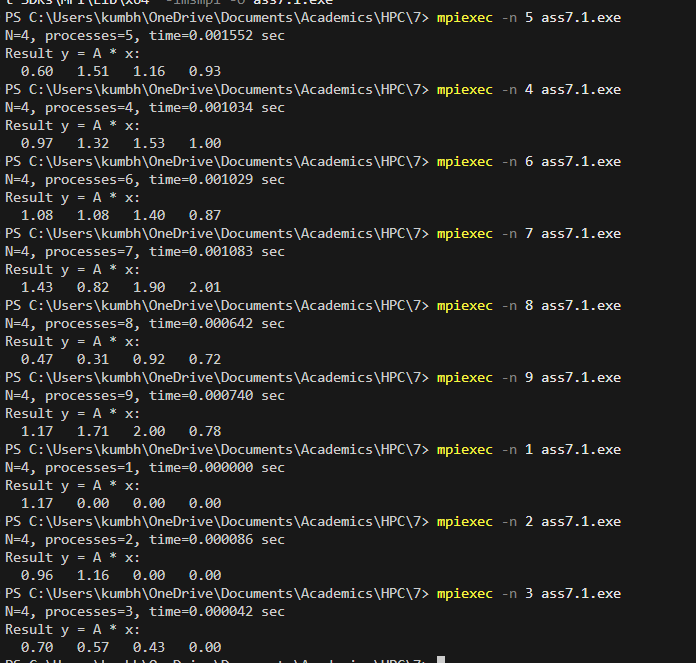 t SDKs\MPI\Lib\x64" -lmsmpi -o ass7.1.exe
PS C:\Users\kumbh\OneDrive\Documents\Academics\HPC\7> mpiexec -n 5 ass7.1.exe
N=4, processes=5, time=0.001552 sec
Result y = A * x:
0.60 1.51 1.16 0.93
PS C:\Users\kumbh\OneDrive\Documents\Academics\HPC\7> mpiexec -n 4 ass7.1.exe
N=4, processes=4, time=0.001034 sec
Result y = A * x:
0.97 1.32 1.53 1.00
PS C:\Users\kumbh\OneDrive\Documents\Academics\HPC\7> mpiexec -n 6 ass7.1.exe
N=4, processes=6, time=0.001029 sec
Result y = A * x:
1.08 1.08 1.40 0.87
PS C:\Users\kumbh\OneDrive\Documents\Academics\HPC\7> mpiexec -n 7 ass7.1.exe
N=4, processes=7, time=0.001083 sec
Result y = A * x:
1.43 0.82 1.90 2.01
PS C:\Users\kumbh\OneDrive\Documents\Academics\HPC\7> mpiexec -n 8 ass7.1.exe
N=4, processes=8, time=0.000642 sec
Result y = A * x:
0.47 0.31 0.92 0.72
PS C:\Users\kumbh\OneDrive\Documents\Academics\HPC\7> mpiexec -n 9 ass7.1.exe
N=4, processes=9, time=0.000740 sec
Result y = A * x:
1.17 1.71 2.00 0.78
PS C:\Users\kumbh\OneDrive\Documents\Academics\HPC\7> mpiexec -n 1 ass7.1.exe
N=4, processes=1, time=0.000000 sec
Result y = A * x:
1.17 0.00 0.00 0.00
PS C:\Users\kumbh\OneDrive\Documents\Academics\HPC\7> mpiexec -n 2 ass7.1.exe
N=4, processes=2, time=0.000086 sec
Result y = A * x:
0.96 1.16 0.00 0.00
PS C:\Users\kumbh\OneDrive\Documents\Academics\HPC\7> mpiexec -n 3 ass7.1.exe
N=4, processes=3, time=0.000042 sec
Result y = A * x:
0.70 0.57 0.43 0.00
PS C:\Users\kumbh\OneDrive\Documents\Academics\HPC\7>